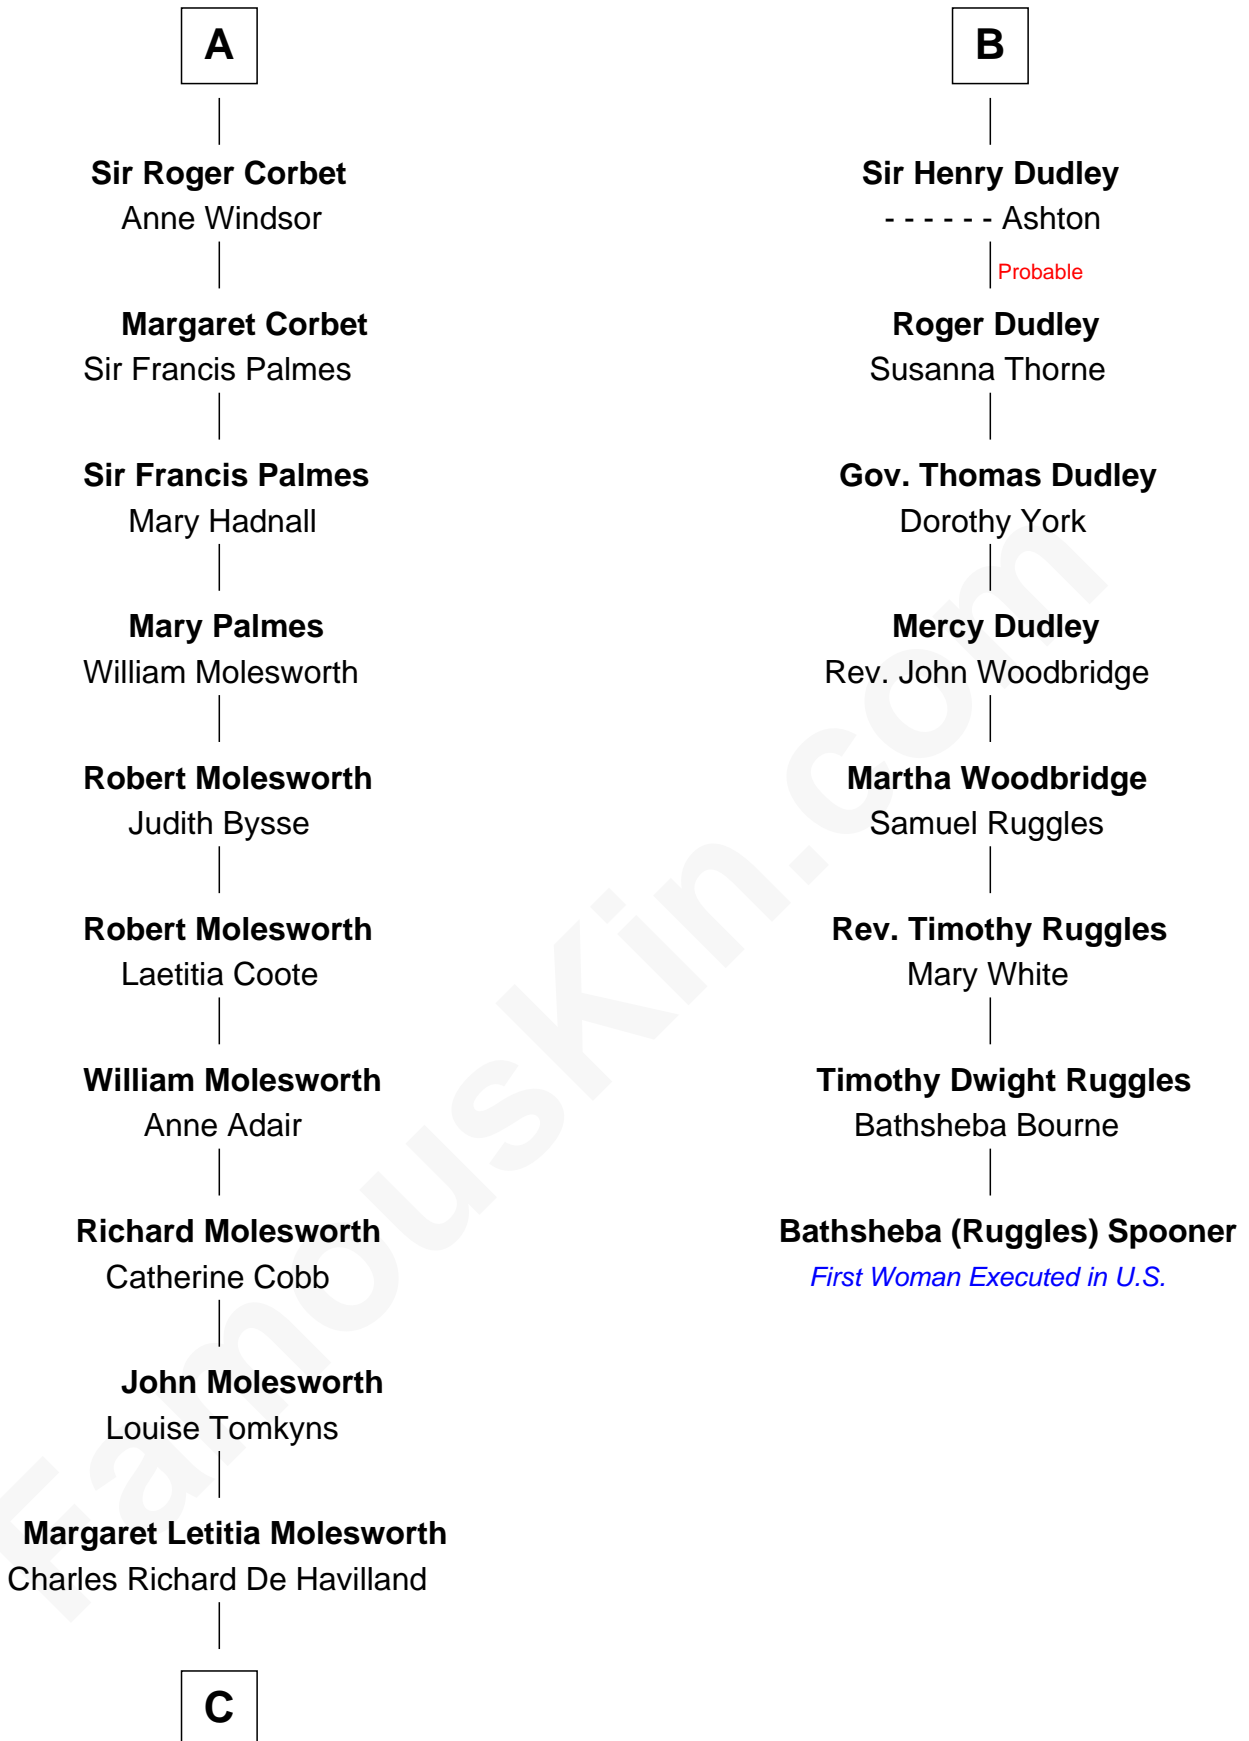 A
Sir Roger Corbet
Anne Windsor
Margaret Corbet
Sir Francis Palmes
Sir Francis Palmes
Mary Hadnall
Mary Palmes
William Molesworth
Robert Molesworth
Judith Bysse
Robert Molesworth
Laetitia Coote
William Molesworth
Anne Adair
Richard Molesworth
Catherine Cobb
John Molesworth
Louise Tomkyns
Margaret Letitia Molesworth
Charles Richard De Havilland
C
B
Sir Henry Dudley
- - - - - - Ashton
Probable
Roger Dudley
Susanna Thorne
Gov. Thomas Dudley
Dorothy York
Mercy Dudley
Rev. John Woodbridge
Martha Woodbridge
Samuel Ruggles
Rev. Timothy Ruggles
Mary White
Timothy Dwight Ruggles
Bathsheba Bourne
Bathsheba (Ruggles) Spooner
First Woman Executed in U.S.
FamousKin.com